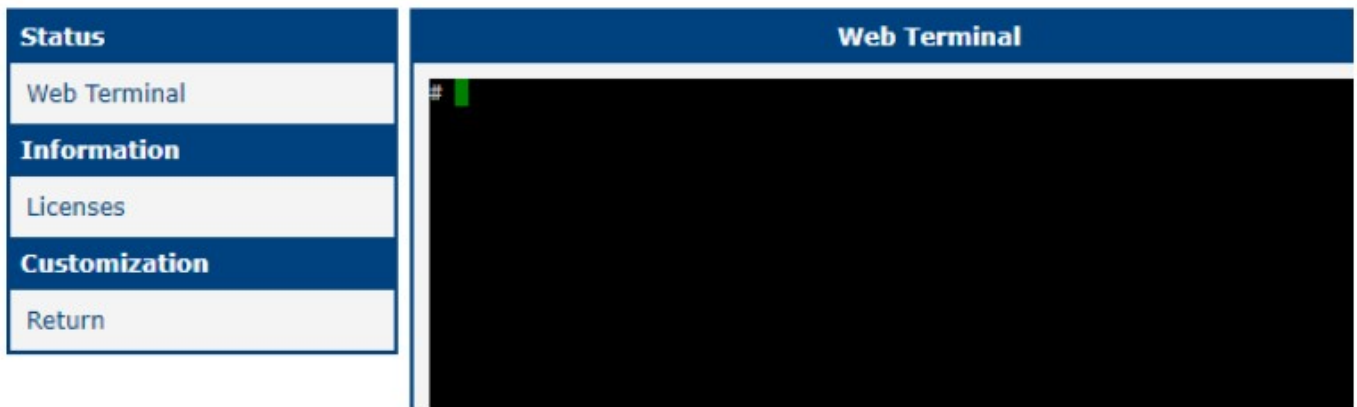 Status
Web Terminal
Information
Licenses
Customization
Return
Web Terminal
#